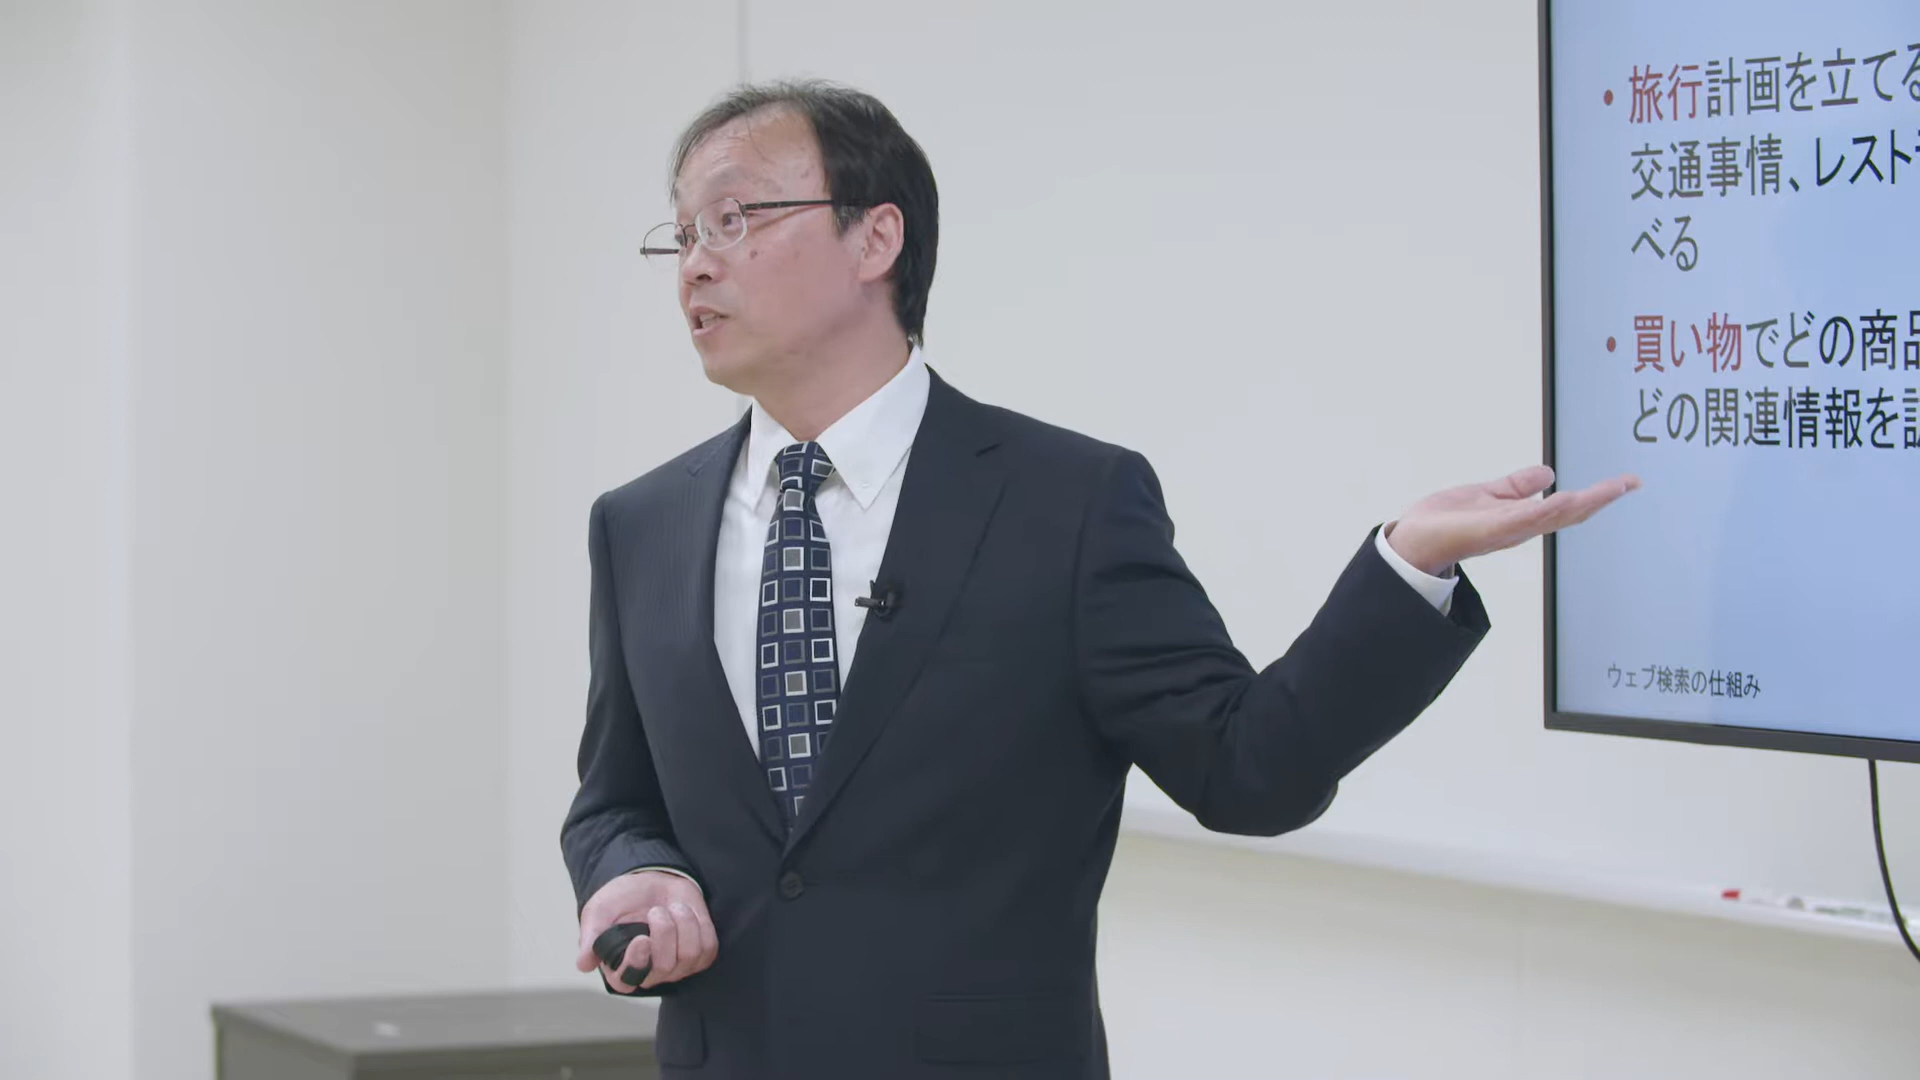 • 旅行計画を立てる
交通事情、レスト
べる
• 買い物でどの商品
どの関連情報を
ウェブ検索の仕組み